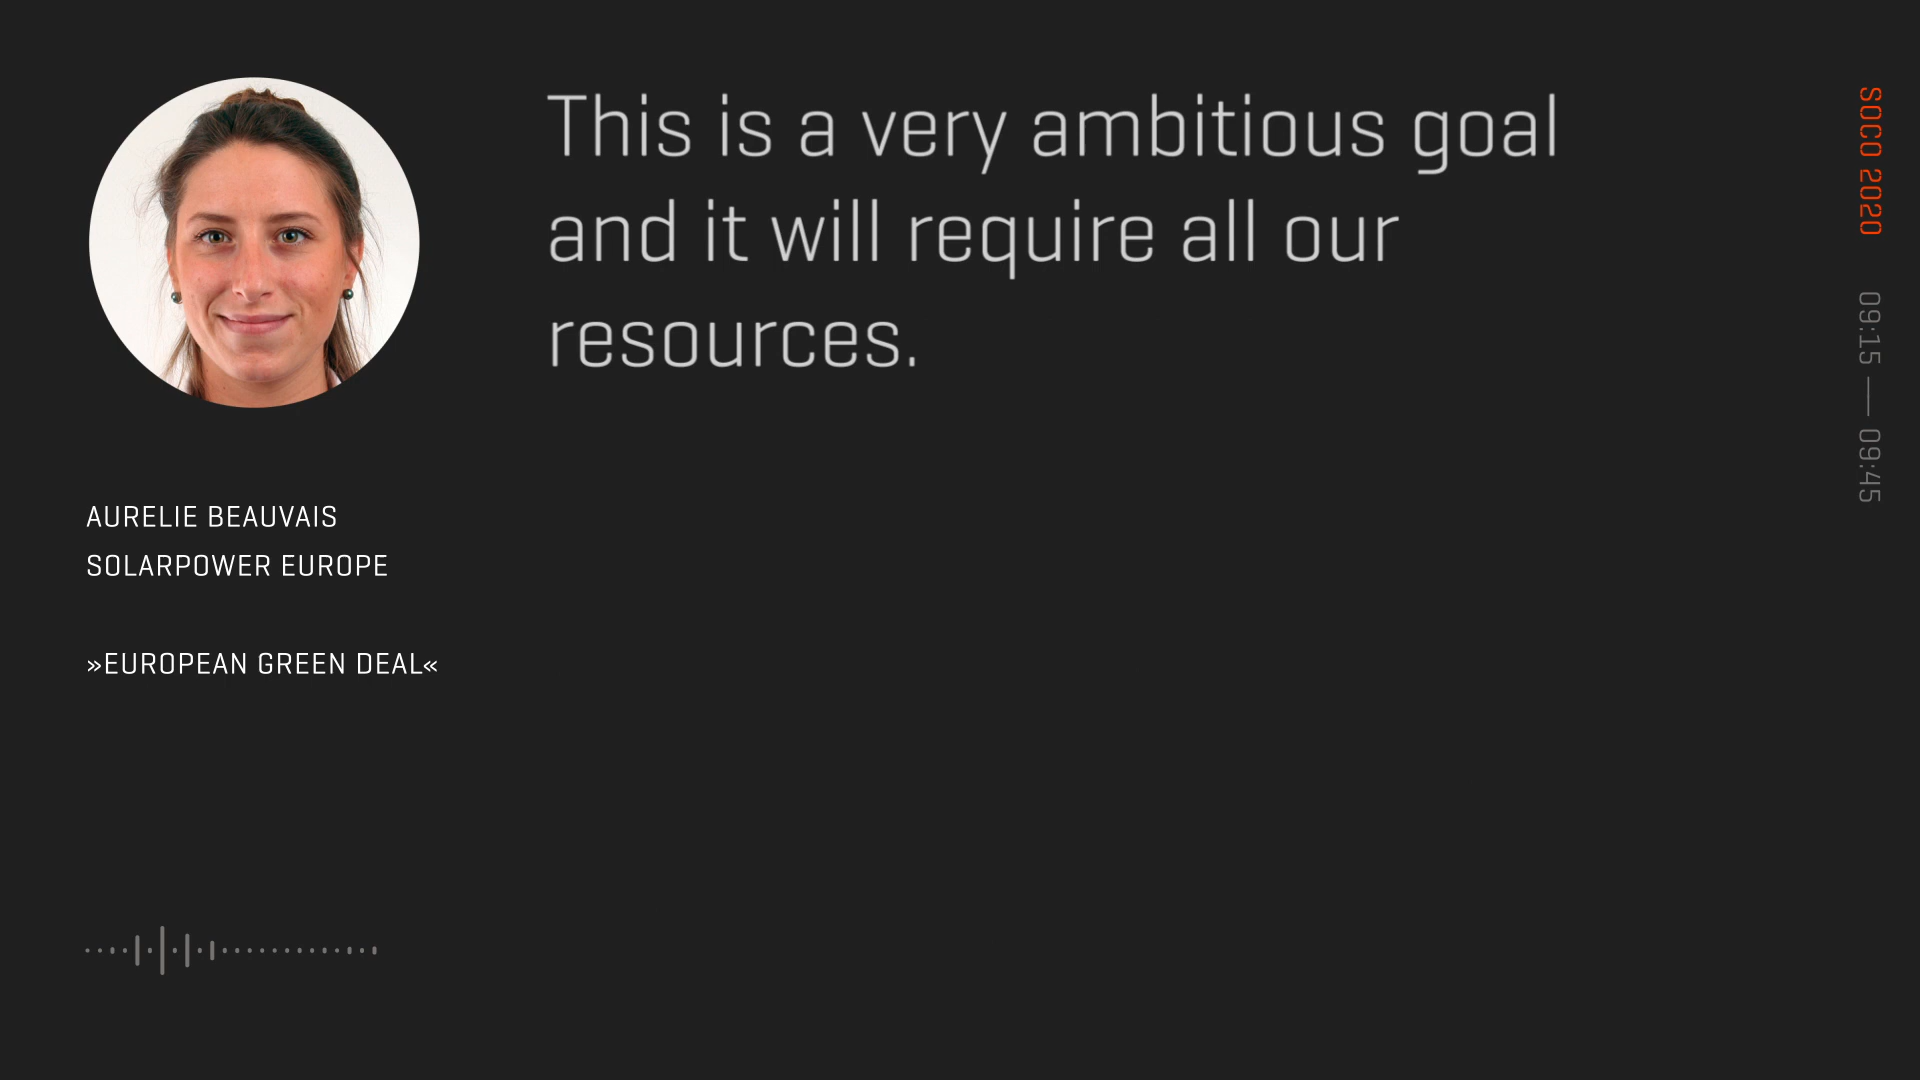 This is a very ambitious goal
and it will require all our
resources.
AURELIE BEAUVAIS
SOLARPOWER EUROPE
»EUROPEAN GREEN DEAL«
SOCO 2020
09:15 — 09:45